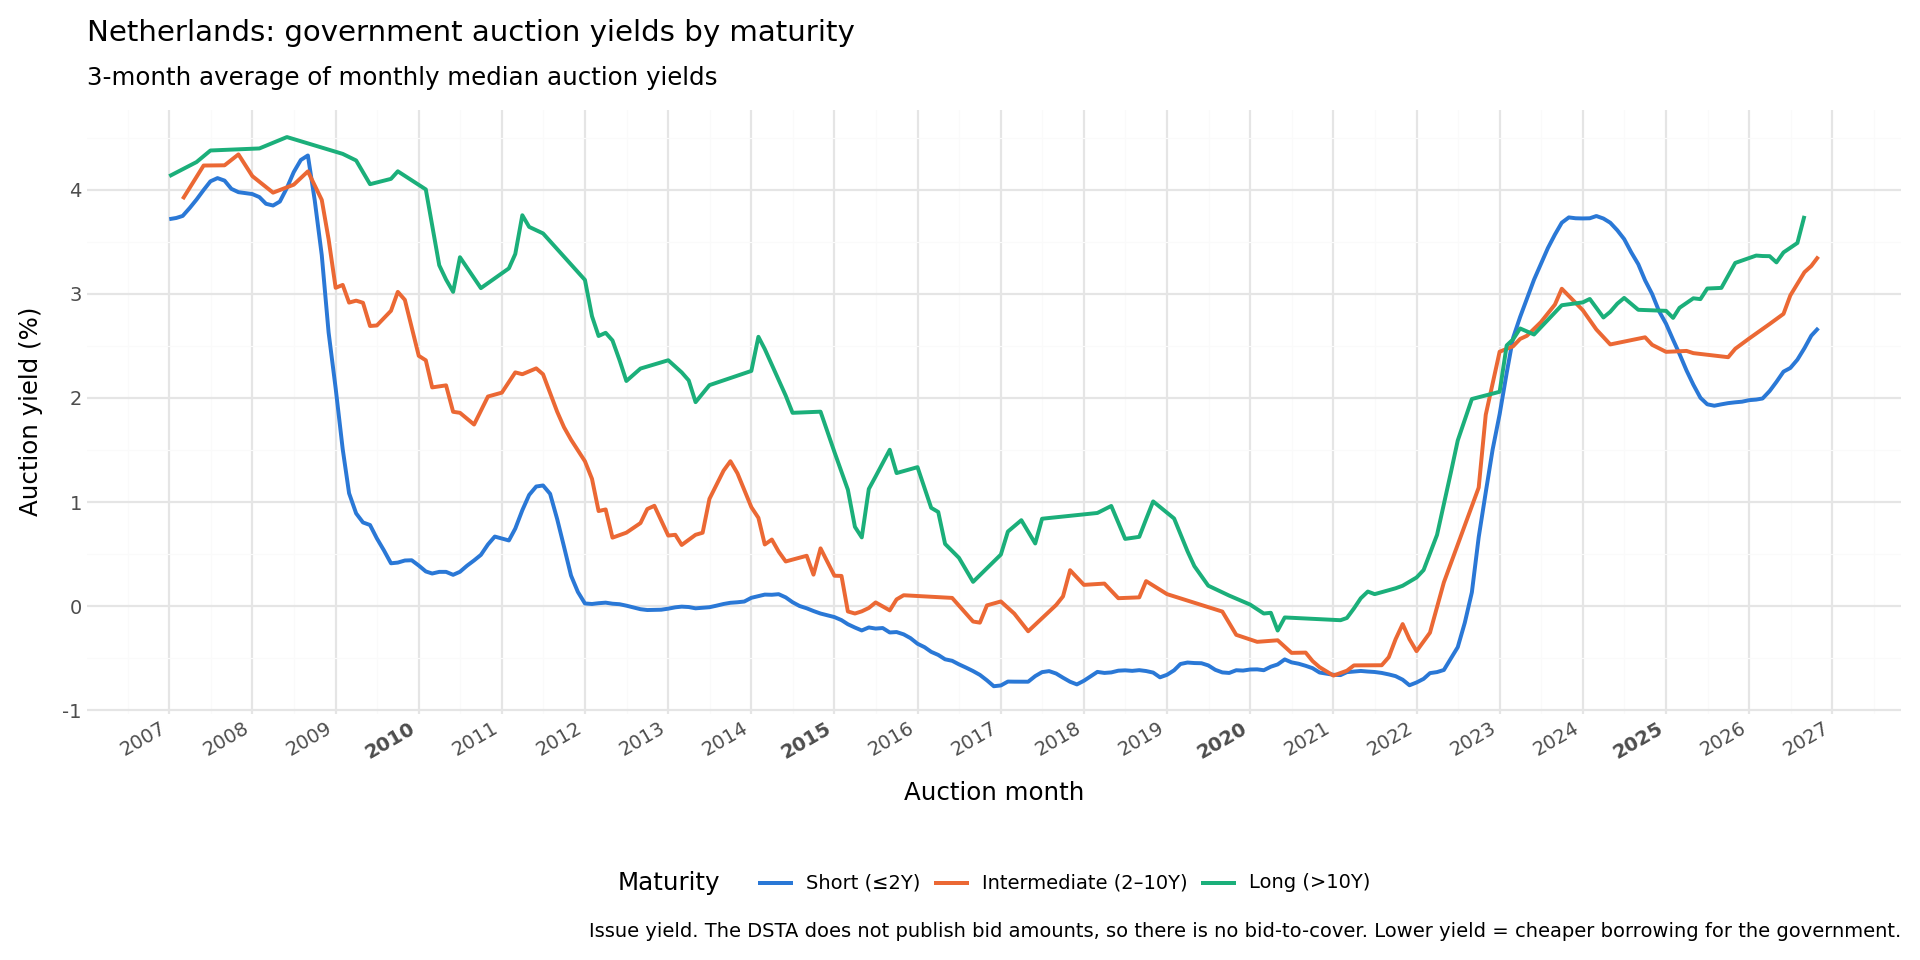 Netherlands: government auction yields by maturity
3-month average of monthly median auction yields
Auction yield (%)
4
3
2
1
0
-1
2007 2008 2009 2010 2011 2012 2013 2014 2015 2016 2017 2018 2019 2020 2021 2022 2023 2024 2025 2026 2027
Auction month
Maturity Short (≤2Y) Intermediate (2–10Y) Long (>10Y)
Issue yield. The DSTA does not publish bid amounts, so there is no bid-to-cover. Lower yield = cheaper borrowing for the government.